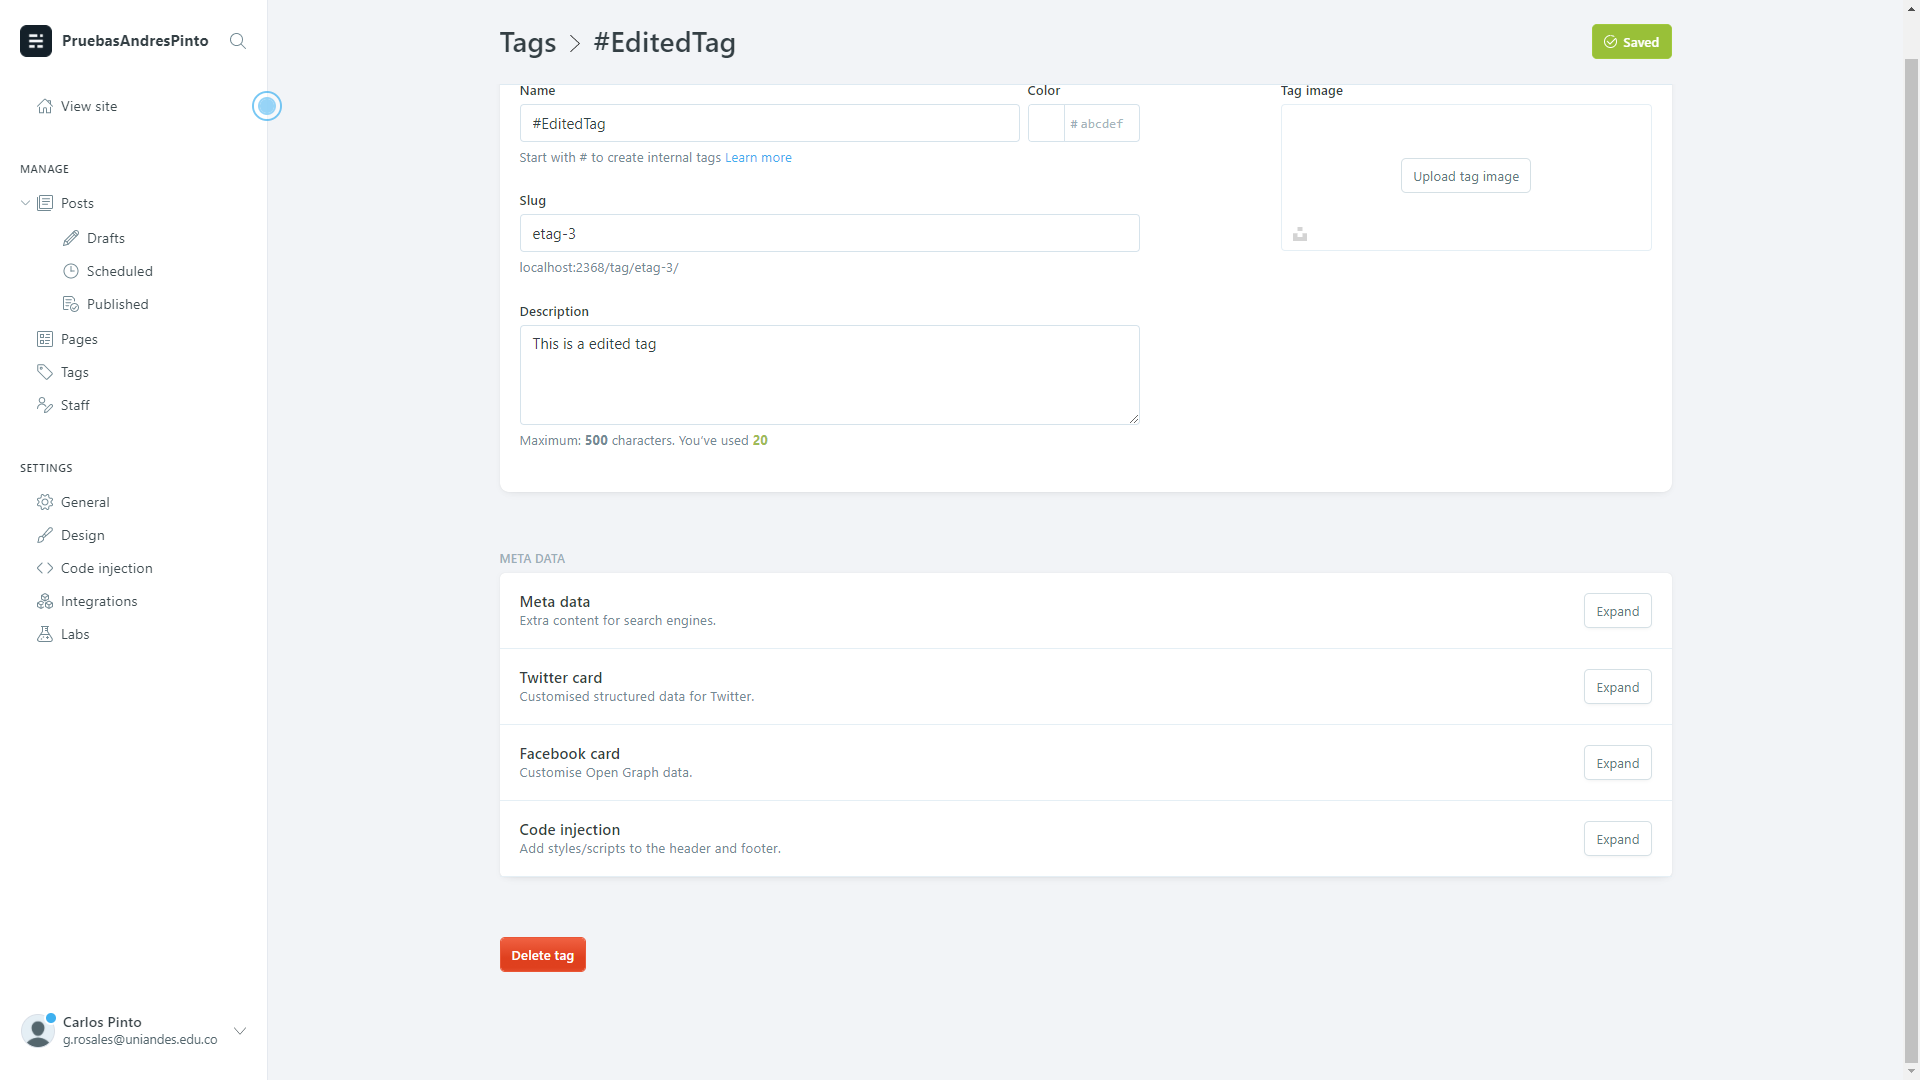 PruebasAndresPinto
View site
MANAGE
Posts
Drafts
Scheduled
Published
Pages
Tags
Staff
SETTINGS
General
Design
Code injection
Integrations
Labs
Carlos Pinto
g.rosales@uniandes.edu.co
Tags > #EditedTag
Saved
Name
#EditedTag
Start with # to create internal tags Learn more
Color
# abcdef
Slug
etag-3
localhost:2368/tag/etag-3/
Description
This is a edited tag
Maximum: 500 characters. You've used 20
Tag image
Upload tag image
META DATA
Meta data
Extra content for search engines.
Expand
Twitter card
Customised structured data for Twitter.
Expand
Facebook card
Customise Open Graph data.
Expand
Code injection
Add styles/scripts to the header and footer.
Expand
Delete tag